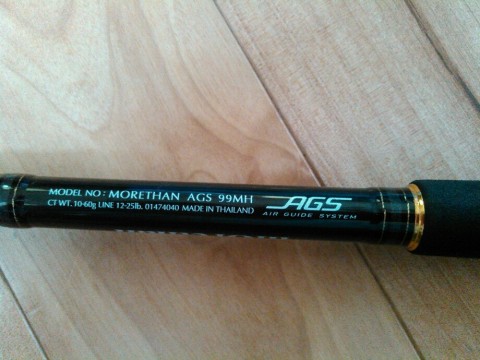 MODEL NO : MORETHAN AGS 99MH
CT WT. 10-60g LINE 12-25lb. 01474040 MADE IN THAILAND
AGS
AIR GUIDE SYSTEM